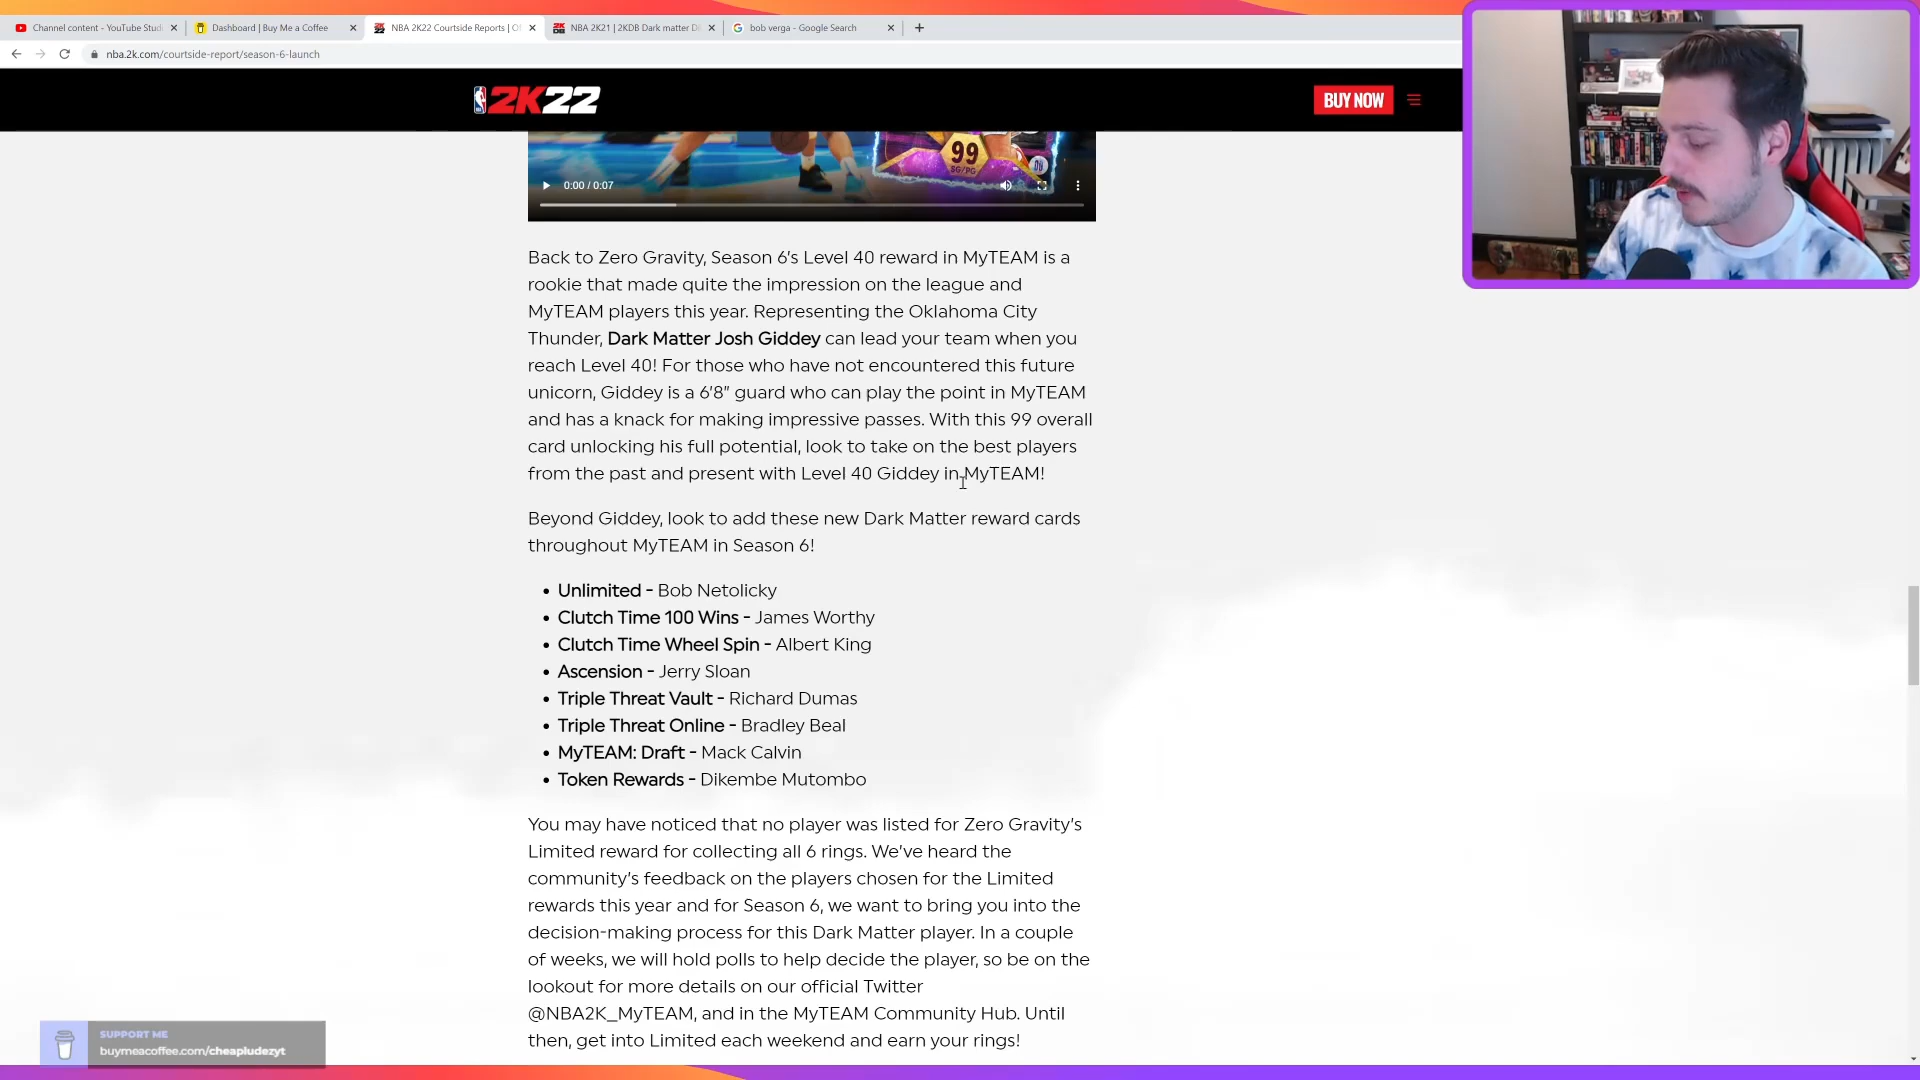 Channel content - YouTube Studi
Dashboard | Buy Me a Coffee
NBA 2K22 Courtside Reports | O
NBA 2K21 | 2KDB Dark matter D
bob verga - Google Search
nba.2k.com/courtside-report/season-6-launch
2K22
BUY NOW
99
SG/PG
0:00 / 0:07
Back to Zero Gravity, Season 6's Level 40 reward in MyTEAM is a
rookie that made quite the impression on the league and
MyTEAM players this year. Representing the Oklahoma City
Thunder, Dark Matter Josh Giddey can lead your team when you
reach Level 40! For those who have not encountered this future
unicorn, Giddey is a 6'8” guard who can play the point in MyTEAM
and has a knack for making impressive passes. With this 99 overall
card unlocking his full potential, look to take on the best players
from the past and present with Level 40 Giddey in MyTEAM!
Beyond Giddey, look to add these new Dark Matter reward cards
throughout MyTEAM in Season 6!
• Unlimited - Bob Netolicky
• Clutch Time 100 Wins - James Worthy
• Clutch Time Wheel Spin - Albert King
• Ascension - Jerry Sloan
• Triple Threat Vault - Richard Dumas
• Triple Threat Online - Bradley Beal
• MyTEAM: Draft - Mack Calvin
• Token Rewards - Dikembe Mutombo
You may have noticed that no player was listed for Zero Gravity's
Limited reward for collecting all 6 rings. We've heard the
community's feedback on the players chosen for the Limited
rewards this year and for Season 6, we want to bring you into the
decision-making process for this Dark Matter player. In a couple
of weeks, we will hold polls to help decide the player, so be on the
lookout for more details on our official Twitter
@NBA2K_MyTEAM, and in the MyTEAM Community Hub. Until
then, get into Limited each weekend and earn your rings!
SUPPORT ME
buymeacoffee.com/cheapludezyt